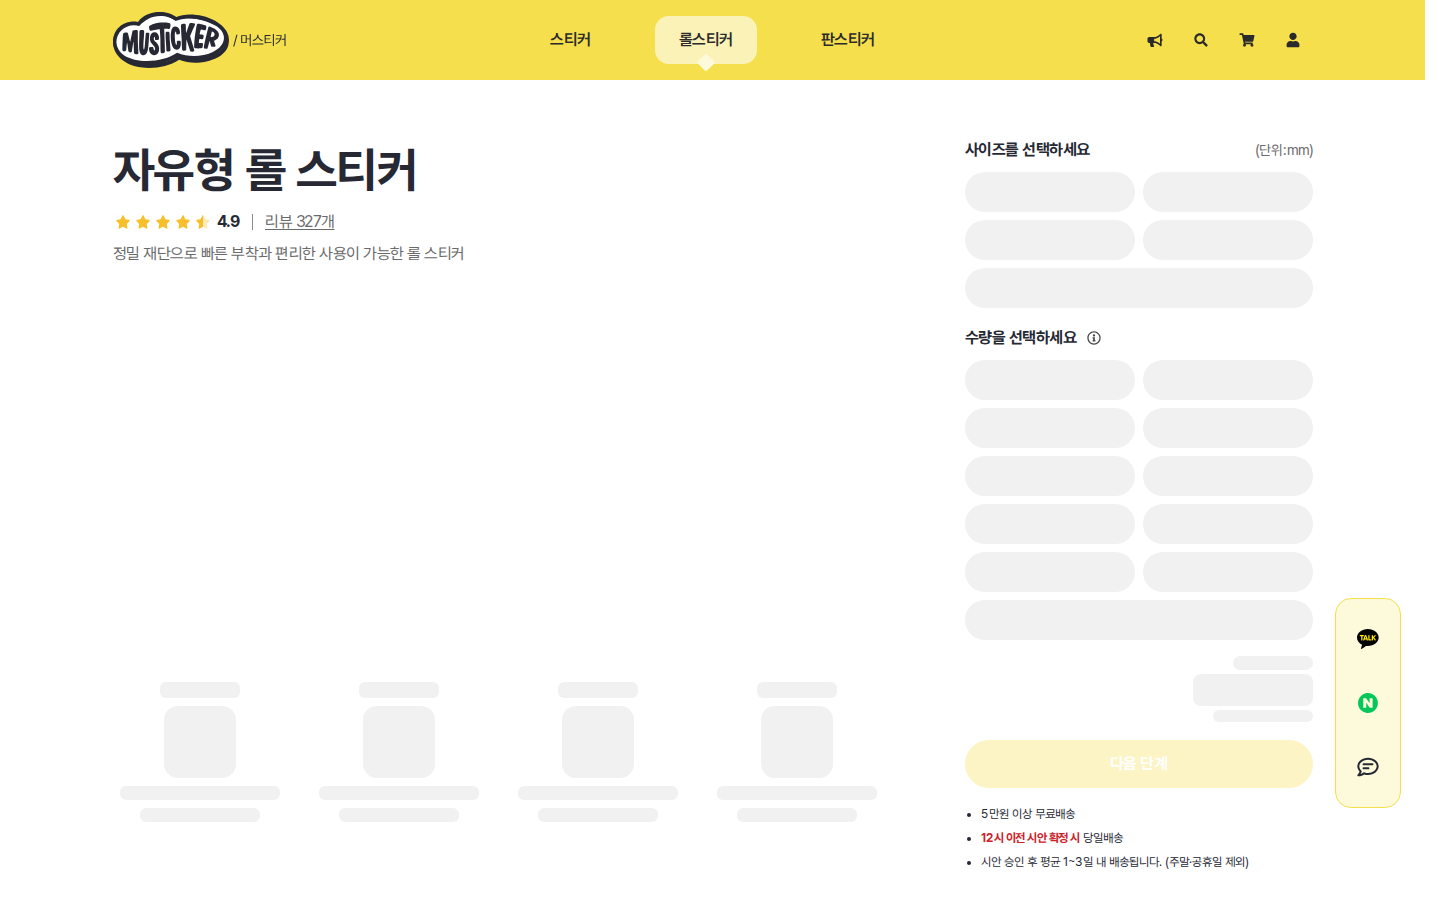 MUSTICKER / 머스티커
스티커
롤스티커
판스티커
자유형 롤 스티커
4.9 | 리뷰 327개
정밀 재단으로 빠른 부착과 편리한 사용이 가능한 롤 스티커
사이즈를 선택하세요 (단위:mm)
수량을 선택하세요
TALK
N
다음 단계
• 5만원 이상 무료배송
• 12시 이전 시안 확정 시 당일배송
• 시안 승인 후 평균 1~3일 내 배송됩니다. (주말·공휴일 제외)